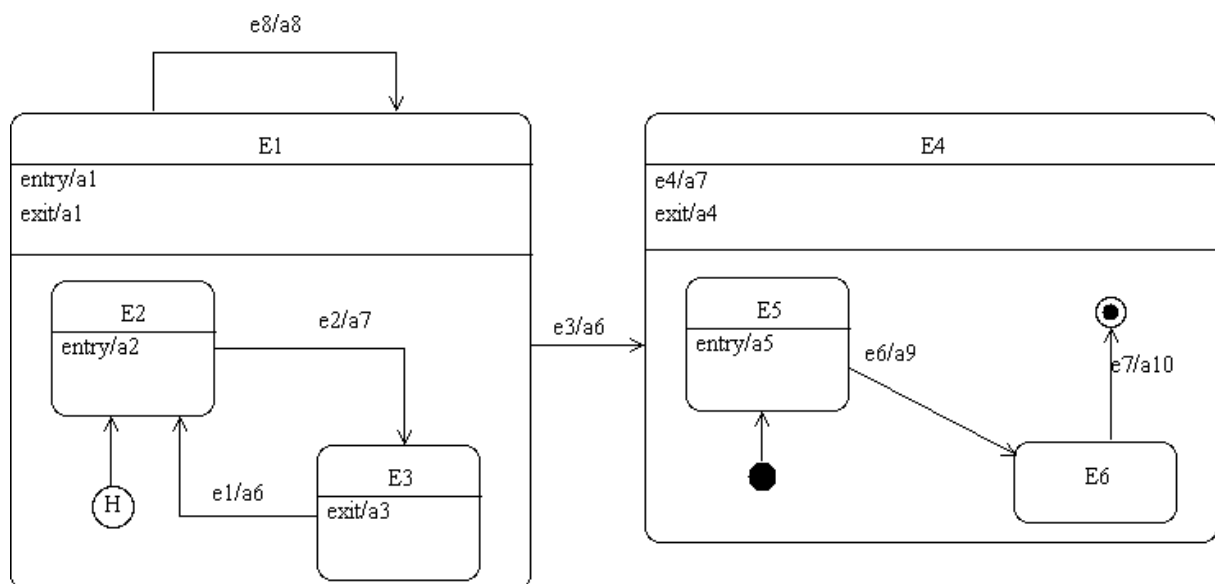 e8/a8
E1
entry/a1
exit/a1
E2
entry/a2
e2/a7
E3
exit/a3
e1/a6
H
e3/a6
E4
e4/a7
exit/a4
E5
entry/a5
e6/a9
e7/a10
E6